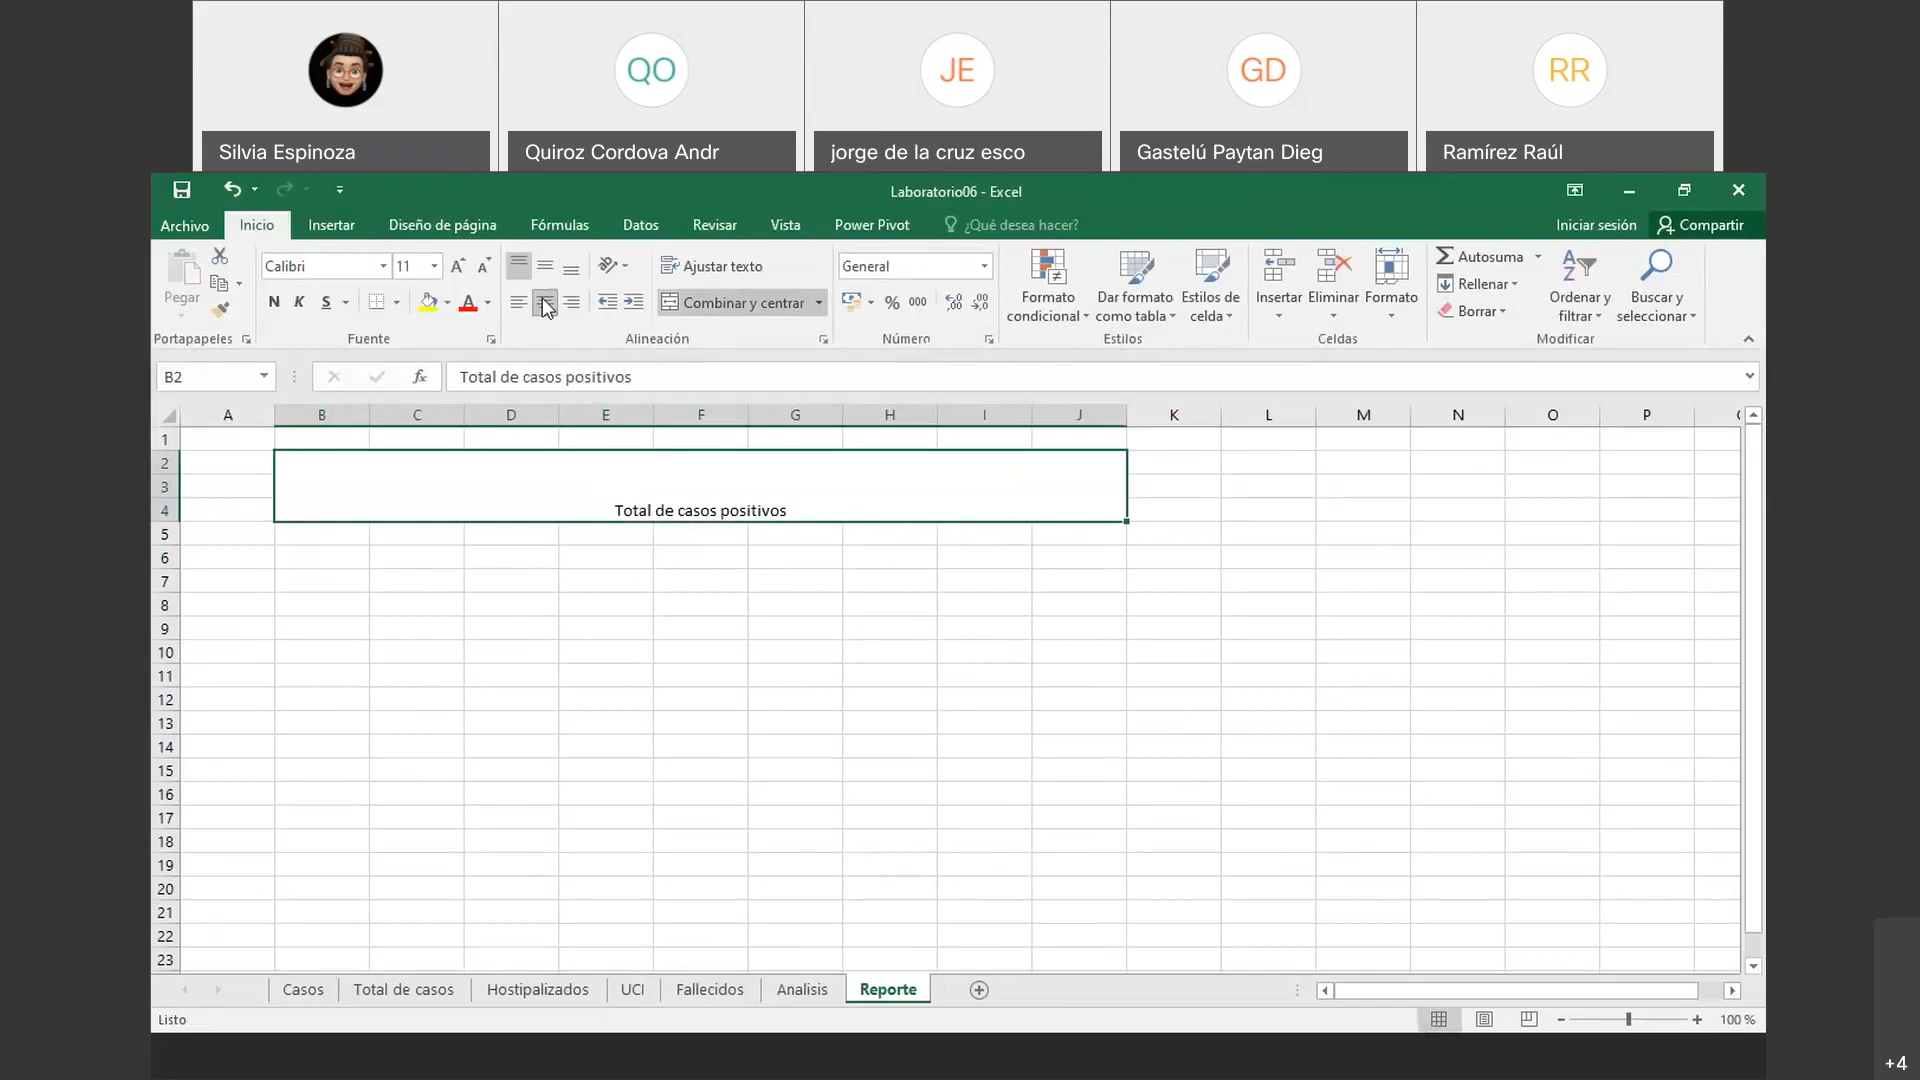 QO
JE
GD
RR
Silvia Espinoza
Quiroz Cordova Andr
jorge de la cruz esco
Gastelú Paytan Dieg
Ramírez Raúl
Laboratorio06 - Excel
Archivo
Inicio
Insertar
Diseño de página
Fórmulas
Datos
Revisar
Vista
Power Pivot
¿Qué desea hacer?
Iniciar sesión
Compartir
Pegar
Calibri
11
N K S
A
Ajustar texto
Combinar y centrar
General
% 000
Formato condicional
Dar formato como tabla
Estilos de celda
Insertar
Eliminar
Formato
Autosuma
Rellenar
Borrar
Ordenar y filtrar
Buscar y seleccionar
Portapapeles
Fuente
Alineación
Número
Estilos
Celdas
Modificar
B2
fx
Total de casos positivos
A B C D E F G H I J K L M N O P
1
2
3
4
Total de casos positivos
5
6
7
8
9
10
11
12
13
14
15
16
17
18
19
20
21
22
23
Casos
Total de casos
Hostipalizados
UCI
Fallecidos
Analisis
Reporte
Listo
100 %
+4